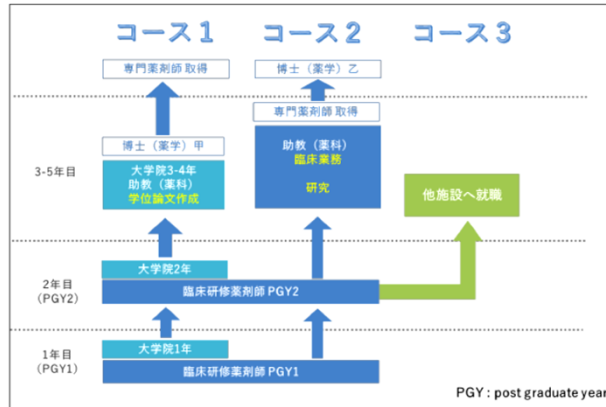 コース1
コース2
コース3
専門薬剤師 取得
博士（薬学）乙
専門薬剤師 取得
博士（薬学）甲
3-5年目
大学院3-4年
助教（薬科）
学位論文作成
助教（薬科）
臨床業務
研究
他施設へ就職
2年目
（PGY2）
大学院2年
臨床研修薬剤師 PGY2
1年目
（PGY1）
大学院1年
臨床研修薬剤師 PGY1
PGY : post graduate year